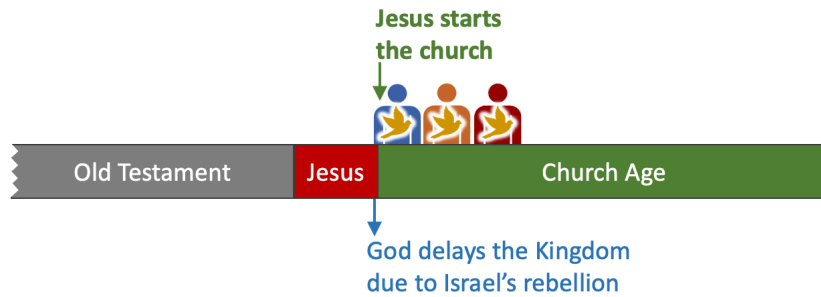 Jesus starts
the church
Old Testament
Jesus
Church Age
God delays the Kingdom
due to Israel's rebellion